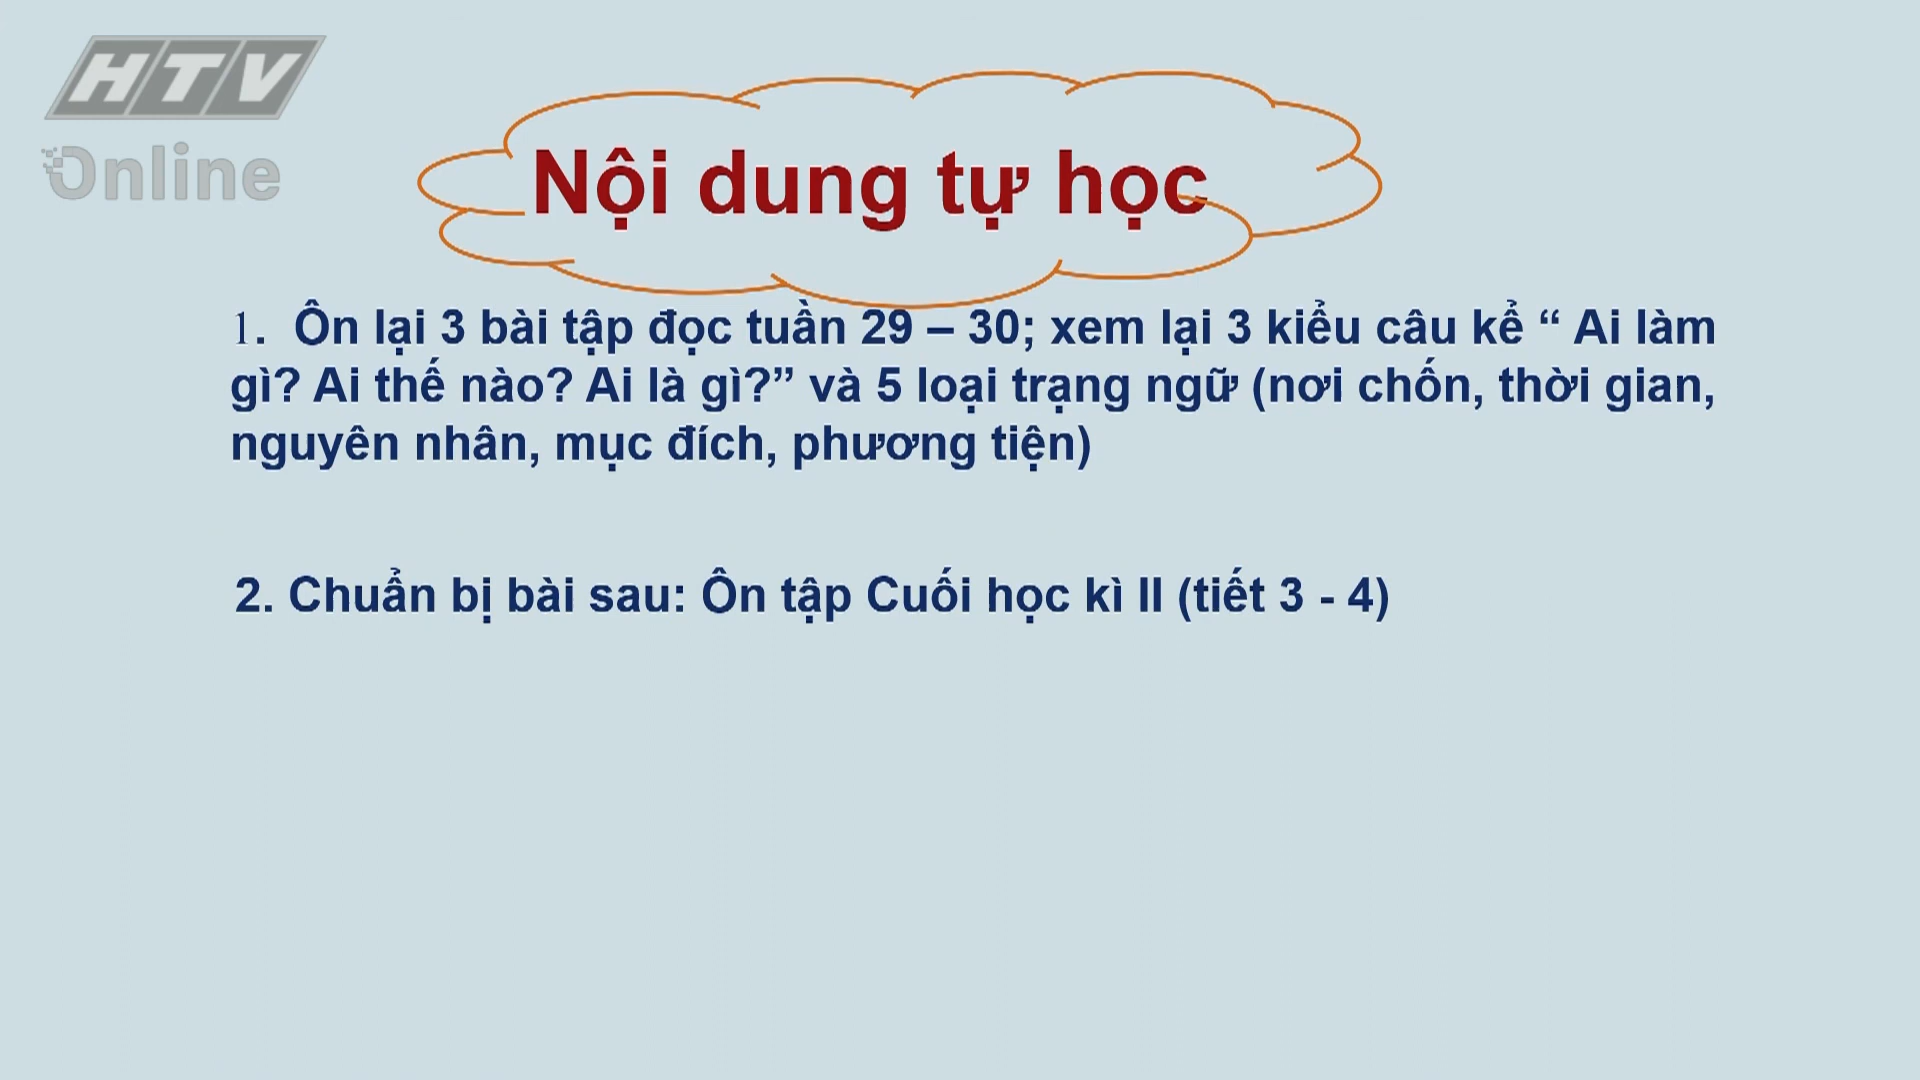 HTV
Online
Nội dung tự học
1. Ôn lại 3 bài tập đọc tuần 29 – 30; xem lại 3 kiểu câu kể “ Ai làm
gì? Ai thế nào? Ai là gì?” và 5 loại trạng ngữ (nơi chốn, thời gian,
nguyên nhân, mục đích, phương tiện)
2. Chuẩn bị bài sau: Ôn tập Cuối học kì II (tiết 3 - 4)